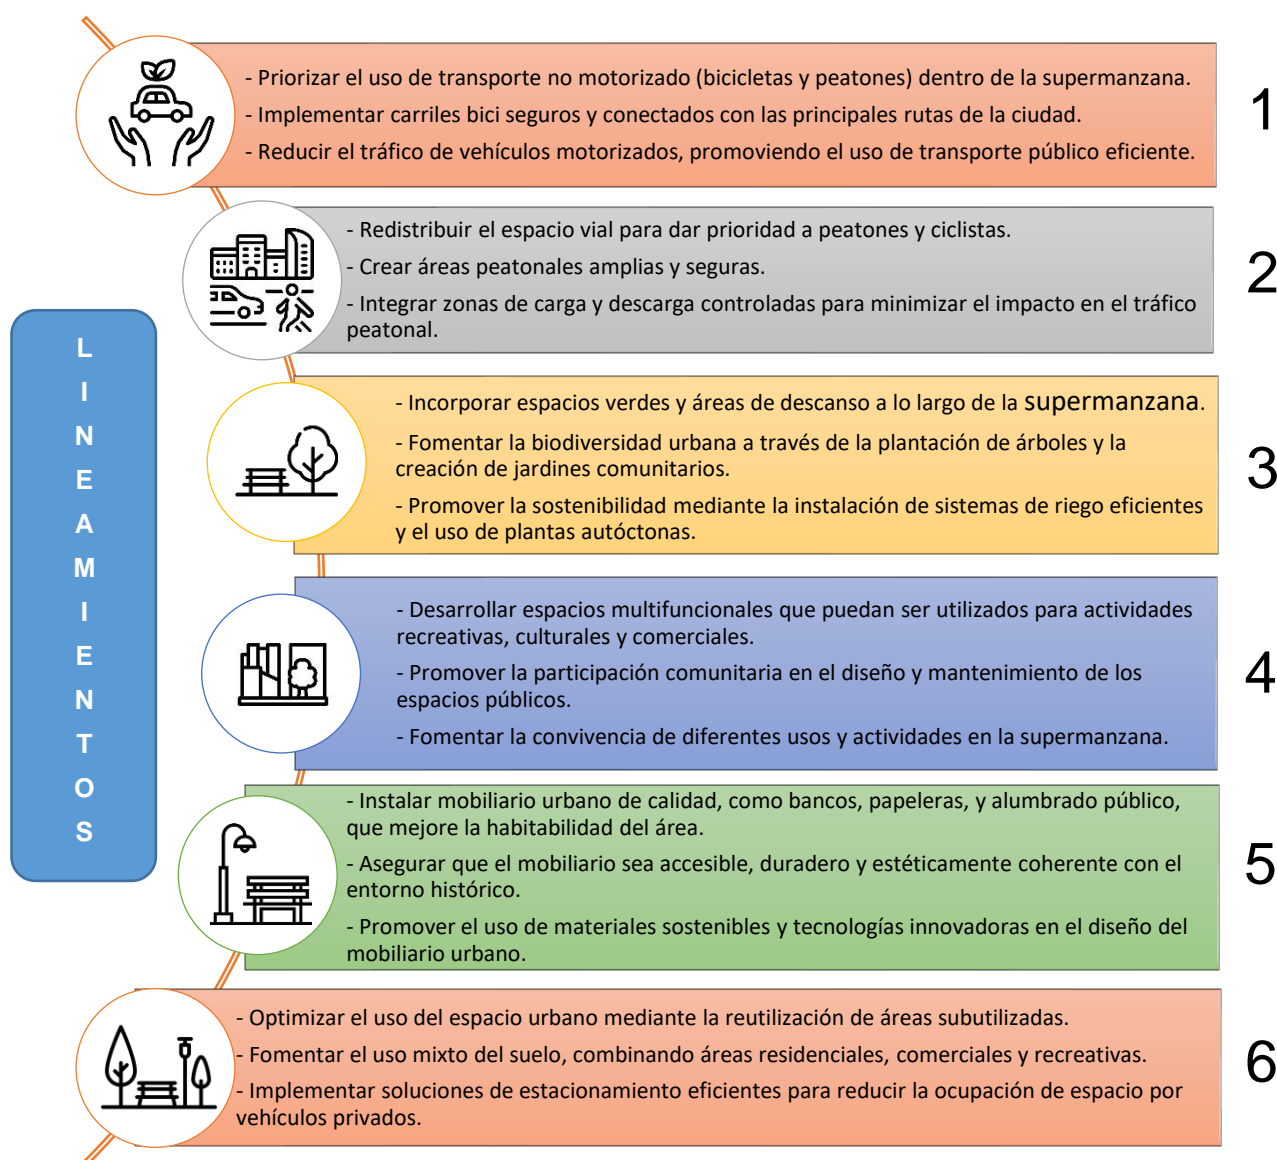 LINEAMIENTOS
- Priorizar el uso de transporte no motorizado (bicicletas y peatones) dentro de la supermanzana.
- Implementar carriles bici seguros y conectados con las principales rutas de la ciudad.
- Reducir el tráfico de vehículos motorizados, promoviendo el uso de transporte público eficiente.
1
- Redistribuir el espacio vial para dar prioridad a peatones y ciclistas.
- Crear áreas peatonales amplias y seguras.
- Integrar zonas de carga y descarga controladas para minimizar el impacto en el tráfico
peatonal.
2
- Incorporar espacios verdes y áreas de descanso a lo largo de la supermanzana.
- Fomentar la biodiversidad urbana a través de la plantación de árboles y la
creación de jardines comunitarios.
- Promover la sostenibilidad mediante la instalación de sistemas de riego eficientes
y el uso de plantas autóctonas.
3
- Desarrollar espacios multifuncionales que puedan ser utilizados para actividades
recreativas, culturales y comerciales.
- Promover la participación comunitaria en el diseño y mantenimiento de los
espacios públicos.
- Fomentar la convivencia de diferentes usos y actividades en la supermanzana.
4
- Instalar mobiliario urbano de calidad, como bancos, papeleras, y alumbrado público,
que mejore la habitabilidad del área.
- Asegurar que el mobiliario sea accesible, duradero y estéticamente coherente con el
entorno histórico.
- Promover el uso de materiales sostenibles y tecnologías innovadoras en el diseño del
mobiliario urbano.
5
- Optimizar el uso del espacio urbano mediante la reutilización de áreas subutilizadas.
- Fomentar el uso mixto del suelo, combinando áreas residenciales, comerciales y recreativas.
- Implementar soluciones de estacionamiento eficientes para reducir la ocupación de espacio por
vehículos privados.
6